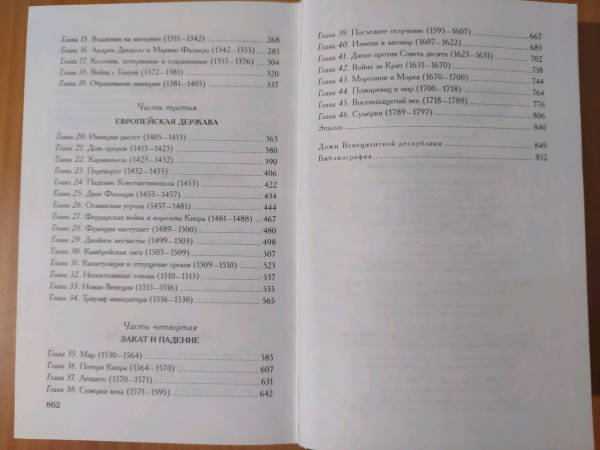 Глава 15. Владения на материке (1311—1342) 268
Глава 16. Андреа Дандоло и Марино Фальеро (1342—1355) 285
Глава 17. Колонии, потерянные и сохраненные (1355—1376) 304
Глава 18. Война с Генуей (1372—1381) 320
Глава 19. Образование империи (1381—1405) 337
Часть третья
ЕВРОПЕЙСКАЯ ДЕРЖАВА
Глава 20. Империя растет (1405—1413) 363
Глава 21. Дож-пророк (1413—1423) 380
Глава 22. Карманьола (1423—1432) 390
Глава 23. Переворот (1432—1455) 406
Глава 24. Падение Константинополя (1453) 422
Глава 25. Двое Фоскари (1453—1457) 434
Глава 26. Османская угроза (1457—1481) 444
Глава 27. Феррарская война и королева Кипра (1481—1488) 467
Глава 28. Франция наступает (1489—1500) 480
Глава 29. Двойное несчастье (1499—1503) 498
Глава 30. Камбрейская лига (1503—1509) 507
Глава 31. Капитуляция и отпущение грехов (1509—1510) 523
Глава 32. Непостоянные союзы (1510—1513) 537
Глава 33. Новая Венеция (1513—1516) 555
Глава 34. Триумф императора (1516—1530) 565
Часть четвертая
ЗАКАТ И ПАДЕНИЕ
Глава 35. Мир (1530—1564) 585
Глава 36. Потеря Кипра (1564—1570) 607
Глава 37. Лепанто (1570—1571) 631
Глава 38. Сумерки века (1571—1595) 642
862
Глава 39. Последнее отлучение (1595—1607) 667
Глава 40. Измена и заговор (1607—1622) 685
Глава 41. Дзено против Совета десяти (1623—1631) 702
Глава 42. Война за Крит (1631—1670) 718
Глава 43. Морозини и Морея (1670—1700) 744
Глава 44. Пожаревац и мир (1700—1718) 764
Глава 45. Восемнадцатый век (1718—1789) 776
Глава 46. Сумерки (1789—1797) 806
Эпилог 840
Дожи Венецианской республики 849
Библиография 852